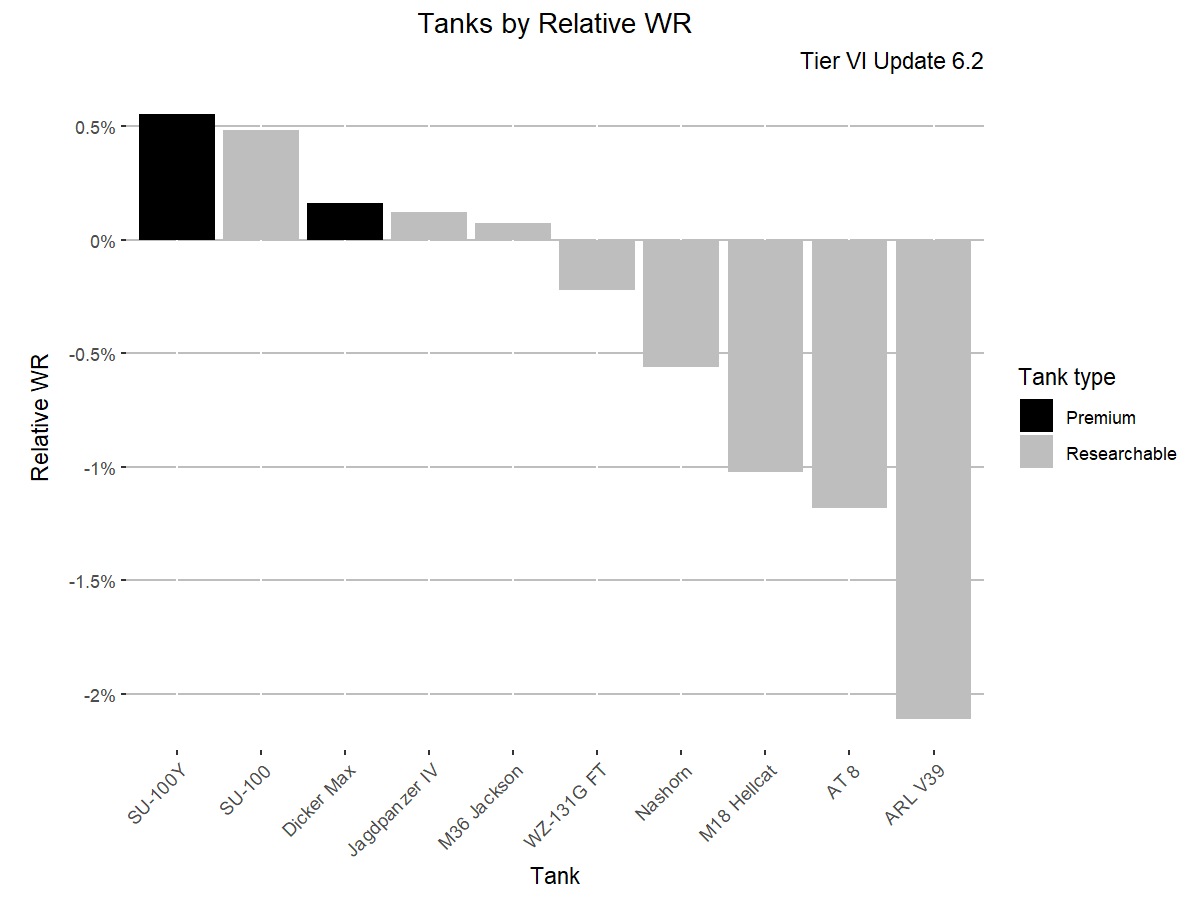 Tanks by Relative WR
Tier VI Update 6.2
0.5%
0%
-0.5%
-1%
-1.5%
-2%
Relative WR
SU-100Y
SU-100
Dicker Max
Jagdpanzer IV
M36 Jackson
WZ-131G FT
Nashorn
M18 Hellcat
AT 8
ARL V39
Tank
Tank type
Premium
Researchable